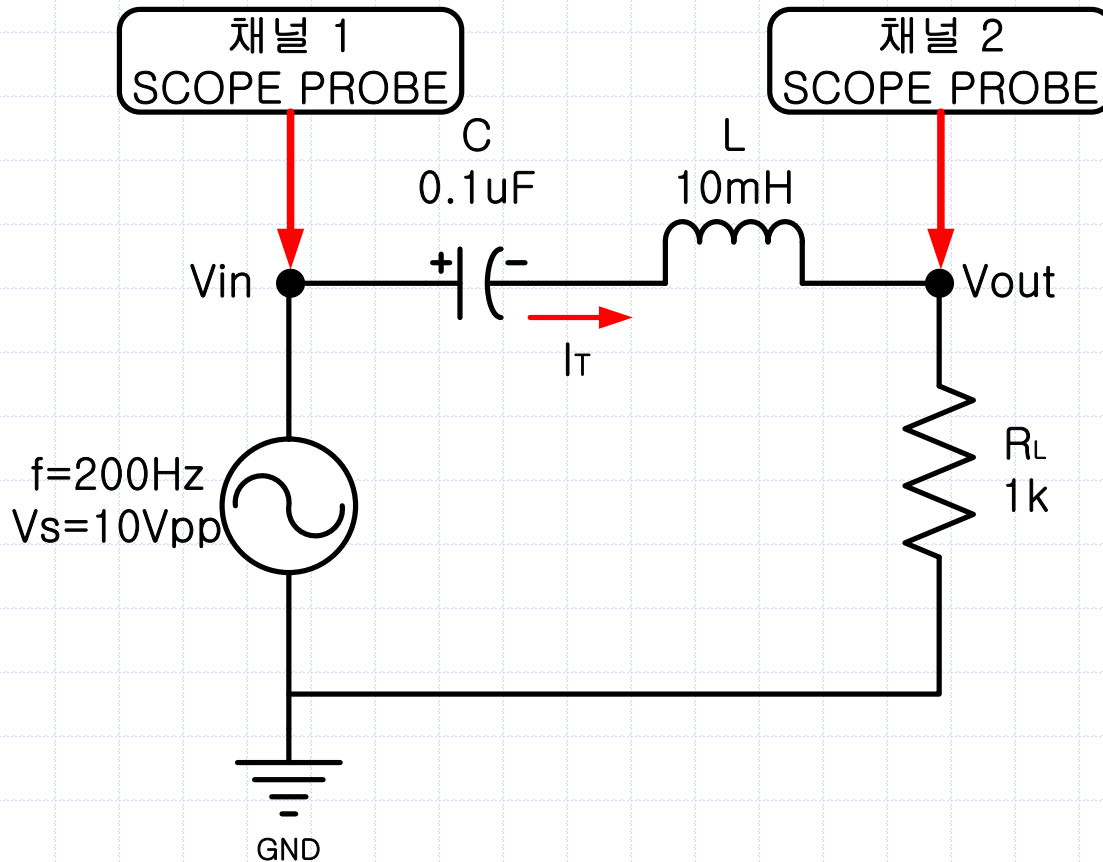 채널 1
SCOPE PROBE
채널 2
SCOPE PROBE
C
0.1uF
L
10mH
+
-
Vin
Vout
IT
f=200Hz
Vs=10Vpp
RL
1k
GND